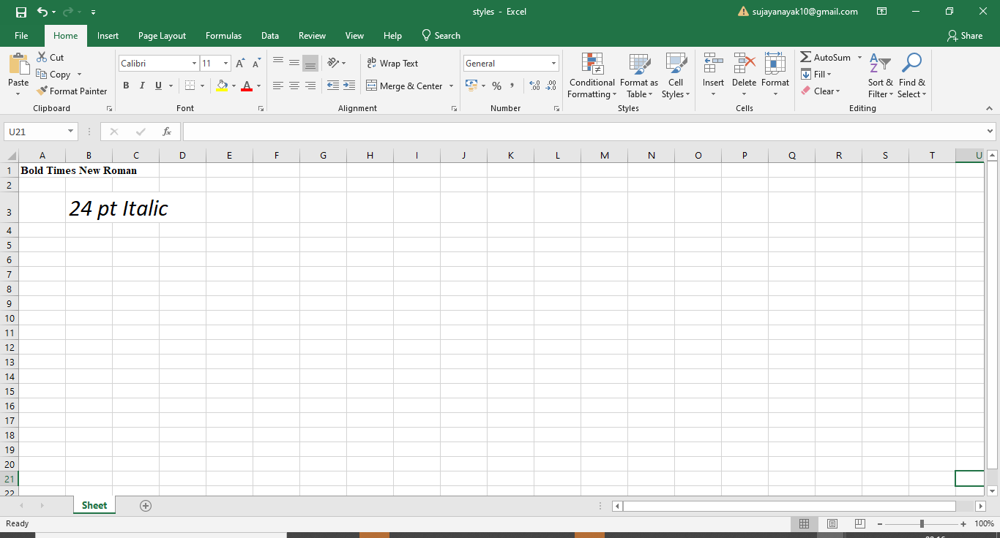 styles - Excel
sujayanayak10@gmail.com
File Home Insert Page Layout Formulas Data Review View Help Search Share
Cut
Copy
Format Painter
Paste
Clipboard
Calibri 11
B I U
Font
Wrap Text
Merge & Center
Alignment
General
%
Number
Conditional Formatting
Format as Table
Cell Styles
Styles
Insert Delete Format
Cells
AutoSum
Fill
Clear
Sort & Filter
Find & Select
Editing
U21
fx
A B C D E F G H I J K L M N O P Q R S T U
1 Bold Times New Roman
2
3 24 pt Italic
4
5
6
7
8
9
10
11
12
13
14
15
16
17
18
19
20
21
22
Sheet
Ready
100%